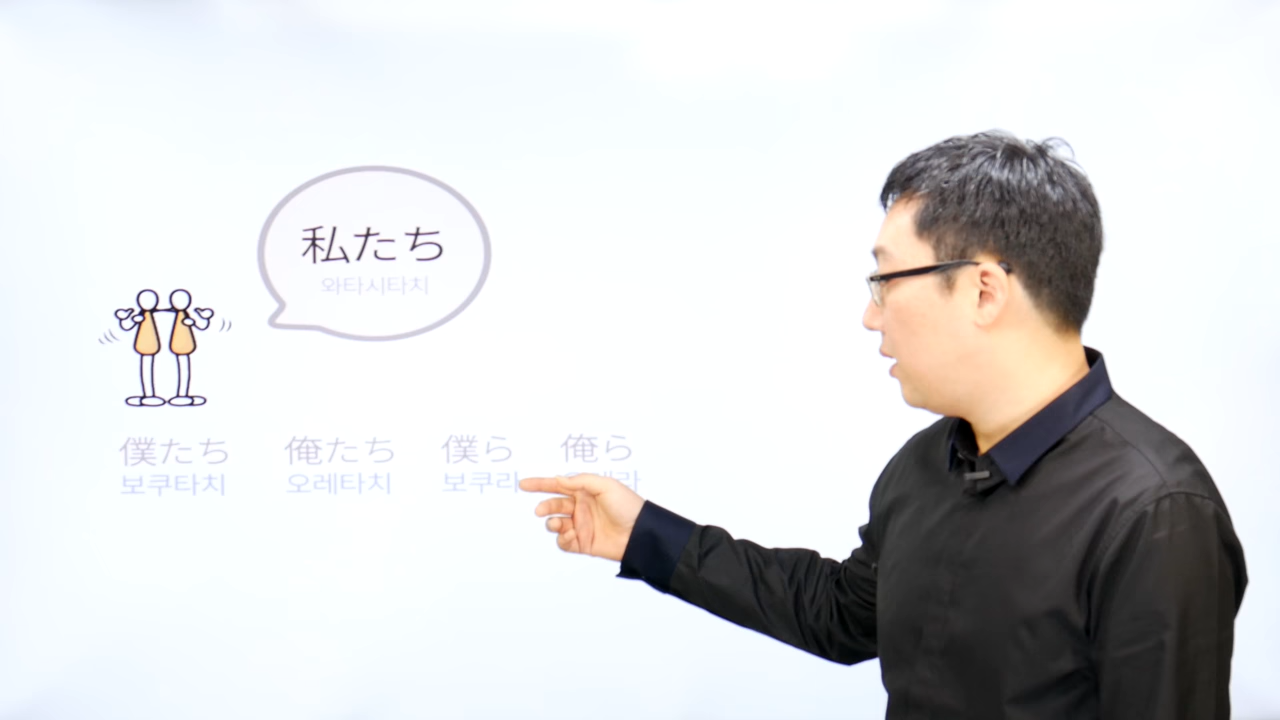 私たち
와타시타치
僕たち 俺たち 僕ら 俺ら
보쿠타치 오레타치 보쿠리